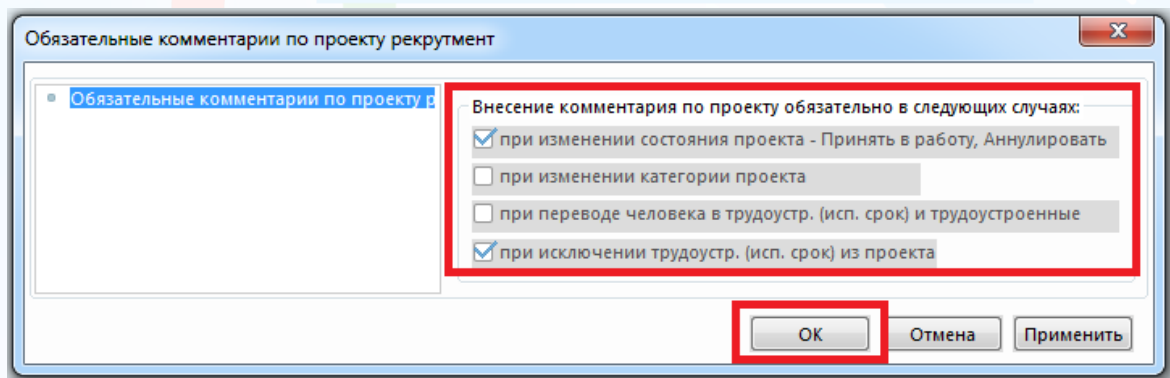 Обязательные комментарии по проекту рекрутмент
Обязательные комментарии по проекту р
Внесение комментария по проекту обязательно в следующих случаях:
при изменении состояния проекта - Принять в работу, Аннулировать
при изменении категории проекта
при переводе человека в трудоустр. (исп. срок) и трудоустроенные
при исключении трудоустр. (исп. срок) из проекта
ОК Отмена Применить